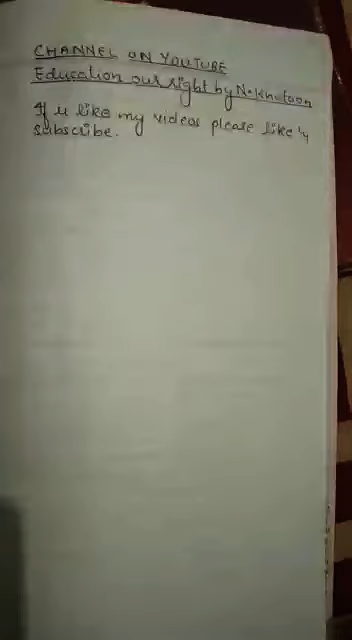 CHANNEL ON YOUTUBE
Education our right by N.Khatoon
If u like my videos please like &
subscribe.